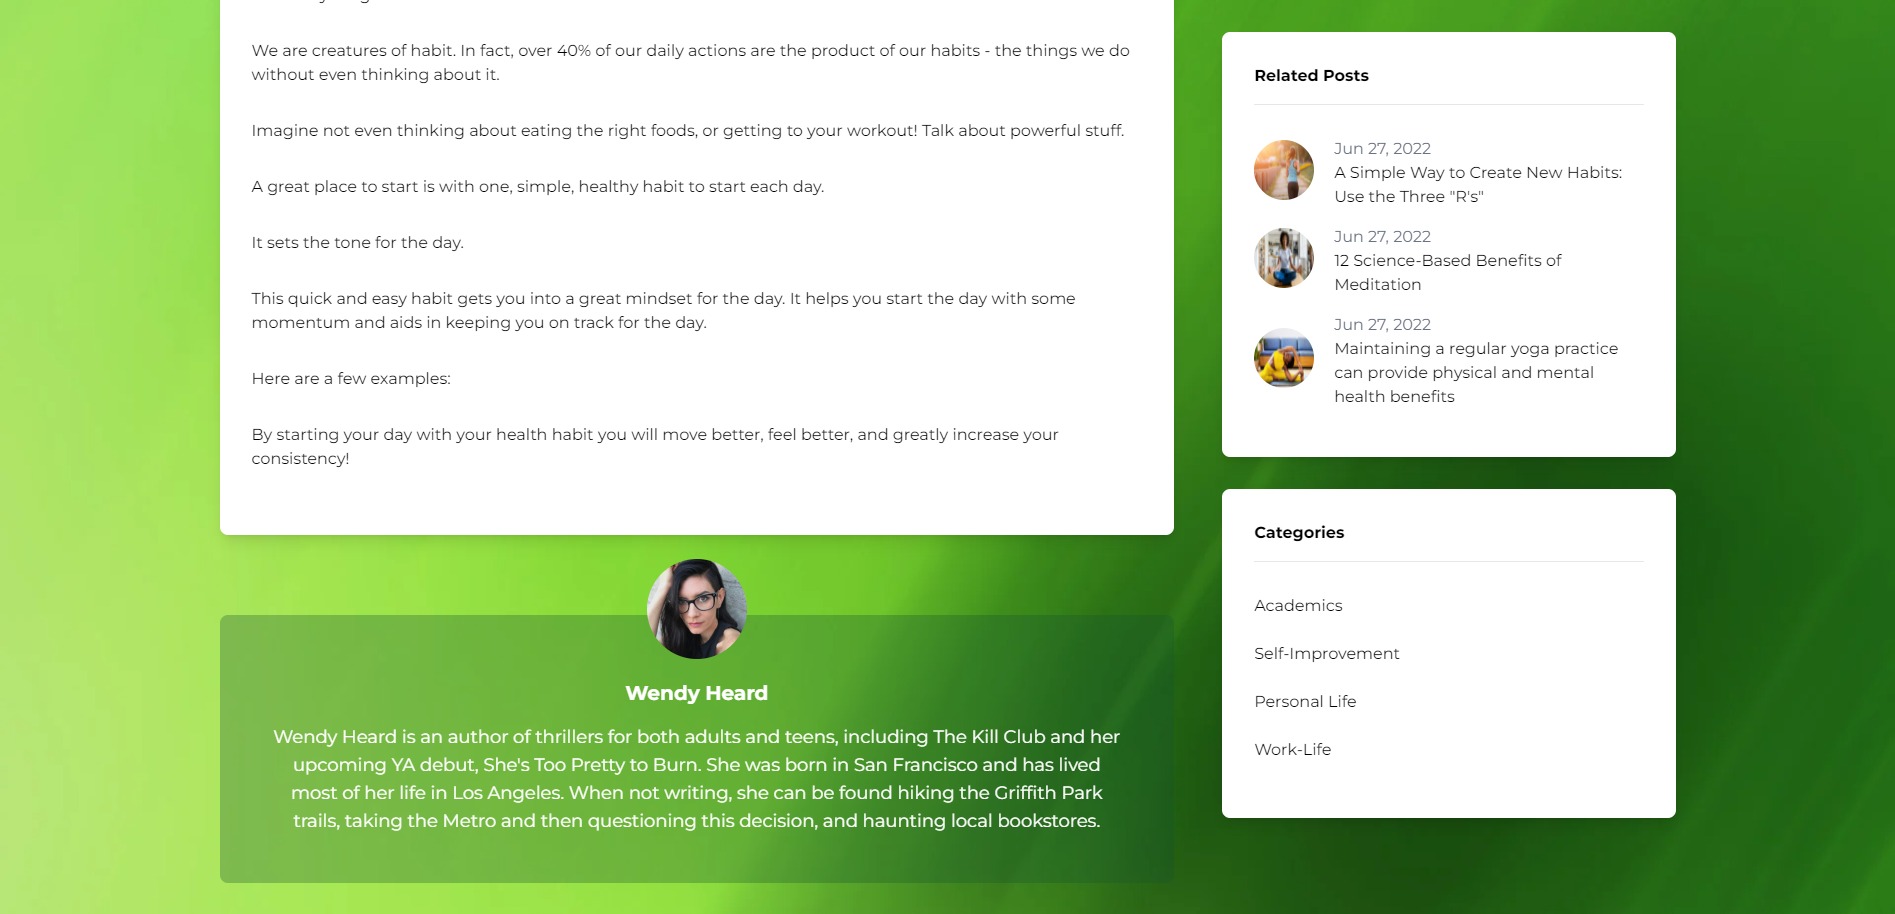 We are creatures of habit. In fact, over 40% of our daily actions are the product of our habits - the things we do
without even thinking about it.
Imagine not even thinking about eating the right foods, or getting to your workout! Talk about powerful stuff.
A great place to start is with one, simple, healthy habit to start each day.
It sets the tone for the day.
This quick and easy habit gets you into a great mindset for the day. It helps you start the day with some
momentum and aids in keeping you on track for the day.
Here are a few examples:
By starting your day with your health habit you will move better, feel better, and greatly increase your
consistency!
Wendy Heard
Wendy Heard is an author of thrillers for both adults and teens, including The Kill Club and her
upcoming YA debut, She's Too Pretty to Burn. She was born in San Francisco and has lived
most of her life in Los Angeles. When not writing, she can be found hiking the Griffith Park
trails, taking the Metro and then questioning this decision, and haunting local bookstores.
Related Posts
Jun 27, 2022
A Simple Way to Create New Habits:
Use the Three "R's"
Jun 27, 2022
12 Science-Based Benefits of
Meditation
Jun 27, 2022
Maintaining a regular yoga practice
can provide physical and mental
health benefits
Categories
Academics
Self-Improvement
Personal Life
Work-Life